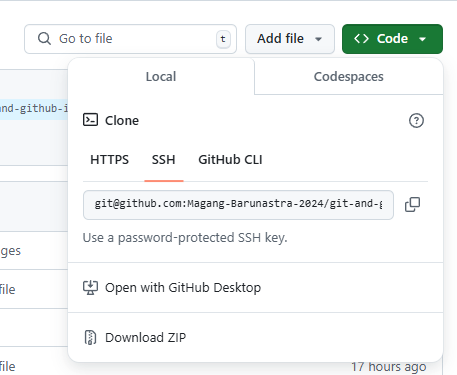 Go to file
t
Add file
Code
Local
Codespaces
and-github-i
Clone
HTTPS
SSH
GitHub CLI
git@github.com:Magang-Barunastra-2024/git-and-g
Use a password-protected SSH key.
ges
Open with GitHub Desktop
file
Download ZIP
file
17 hours ago